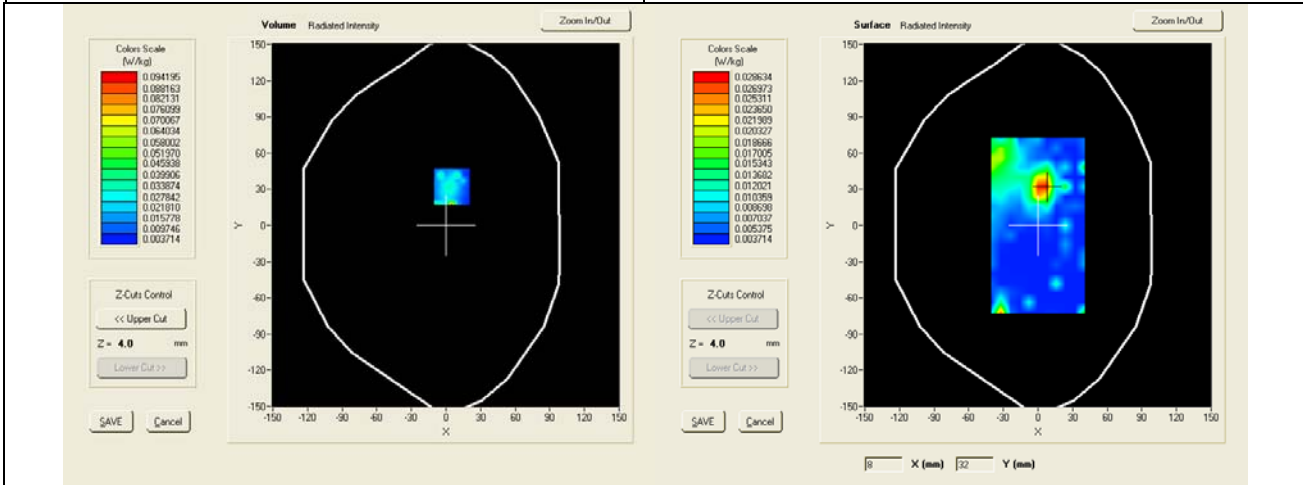 Volume Radiated Intensity
Zoom In/Out
Colors Scale
(W/kg)
0.094195
0.088163
0.082131
0.076099
0.070067
0.064034
0.058002
0.051970
0.045938
0.039906
0.033874
0.027842
0.021810
0.015778
0.009746
0.003714
Z-Cuts Control
<< Upper Cut
Z = 4.0 mm
Lower Cut >>
SAVE Cancel
150
120
90
60
30
0
-30
-60
-90
-120
-150
Y
-150 -120 -90 -60 -30 0 30 60 90 120 150
X
Surface Radiated Intensity
Zoom In/Out
Colors Scale
(W/kg)
0.028634
0.026973
0.025311
0.023650
0.021989
0.020327
0.018666
0.017005
0.015343
0.013682
0.012021
0.010359
0.008698
0.007037
0.005375
0.003714
Z-Cuts Control
<< Upper Cut
Z = 4.0 mm
Lower Cut >>
SAVE Cancel
150
120
90
60
30
0
-30
-60
-90
-120
-150
Y
-150 -120 -90 -60 -30 0 30 60 90 120 150
X
8 X (mm) 32 Y (mm)